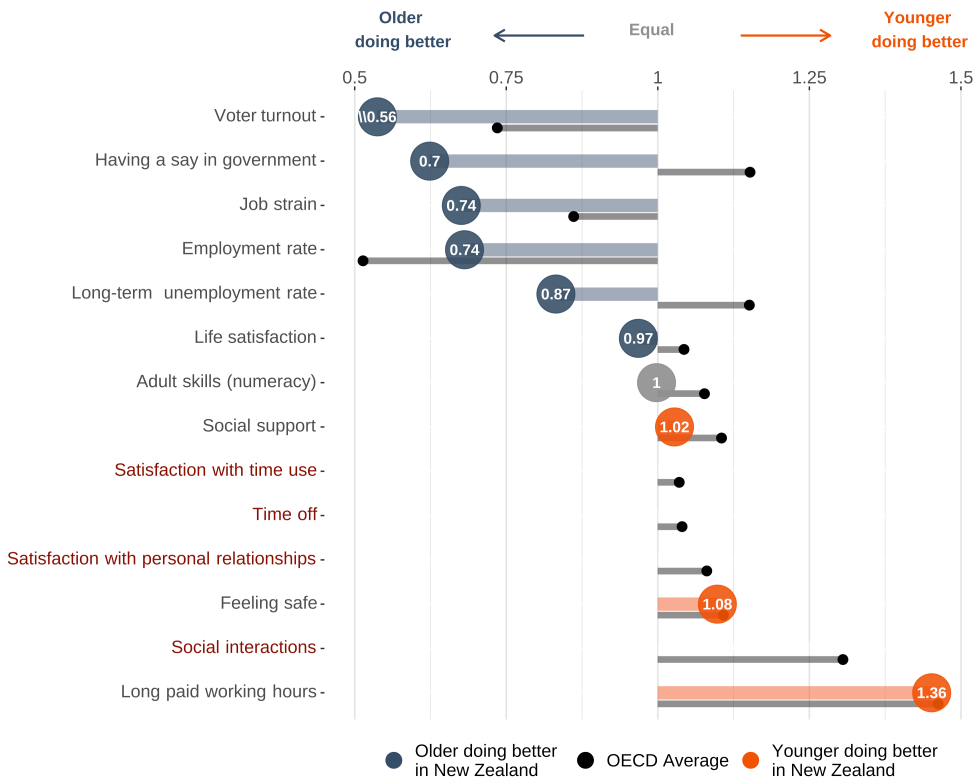 Older
doing better
Equal
Younger
doing better
0.5 0.75 1 1.25 1.5
Voter turnout
\\0.56
Having a say in government
0.7
Job strain
0.74
Employment rate
0.74
Long-term unemployment rate
0.87
Life satisfaction
0.97
Adult skills (numeracy)
1
Social support
1.02
Satisfaction with time use
Time off
Satisfaction with personal relationships
Feeling safe
1.08
Social interactions
Long paid working hours
1.36
Older doing better
in New Zealand
OECD Average
Younger doing better
in New Zealand